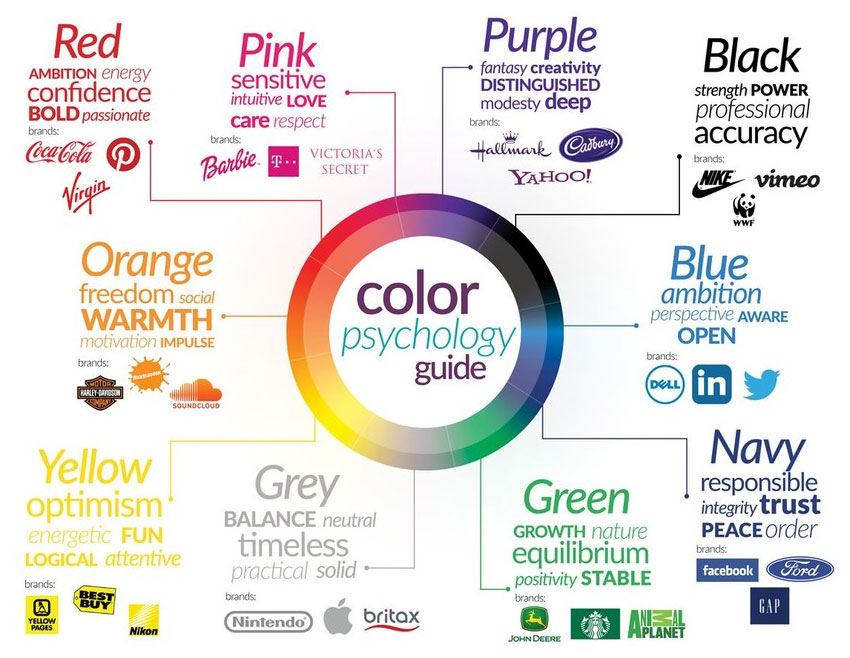 Red
AMBITION energy
confidence
BOLD passionate
brands:
Coca-Cola
Virgin
Pink
sensitive
intuitive LOVE
care respect
brands:
Barbie
T
VICTORIA'S
SECRET
Purple
fantasy creativity
DISTINGUISHED
modesty deep
brands:
Hallmark
Cadbury
YAHOO!
Black
strength POWER
professional
accuracy
brands:
NIKE vimeo
WWF
Orange
freedom social
WARMTH
motivation IMPULSE
brands:
MOTOR
HARLEY-DAVIDSON
COMPANY
nickelodeon
SOUNDCLOUD
color
psychology
guide
Blue
ambition
perspective AWARE
OPEN
brands:
DELL
in
Yellow
optimism
energetic FUN
LOGICAL attentive
brands:
YELLOW
PAGES
BEST
BUY
Nikon
Grey
BALANCE neutral
timeless
practical solid
brands:
Nintendo
britax
Green
GROWTH nature
equilibrium
positivity STABLE
brands:
JOHN DEERE
ANIMAL
PLANET
Navy
responsible
integrity trust
PEACE order
brands:
facebook
Ford
GAP